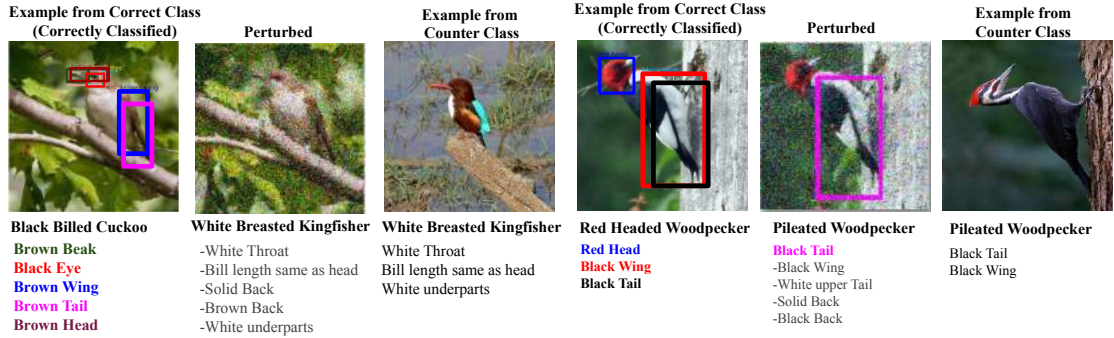 Example from Correct Class
(Correctly Classified)
Perturbed
Example from
Counter Class
Example from Correct Class
(Correctly Classified)
Perturbed
Example from
Counter Class
Black Billed Cuckoo
Brown Beak
Black Eye
Brown Wing
Brown Tail
Brown Head
White Breasted Kingfisher
-White Throat
-Bill length same as head
-Solid Back
-Brown Back
-White underparts
White Breasted Kingfisher
White Throat
Bill length same as head
White underparts
Red Headed Woodpecker
Red Head
Black Wing
Black Tail
Pileated Woodpecker
Black Tail
-Black Wing
-White upper Tail
-Solid Back
-Black Back
Pileated Woodpecker
Black Tail
Black Wing